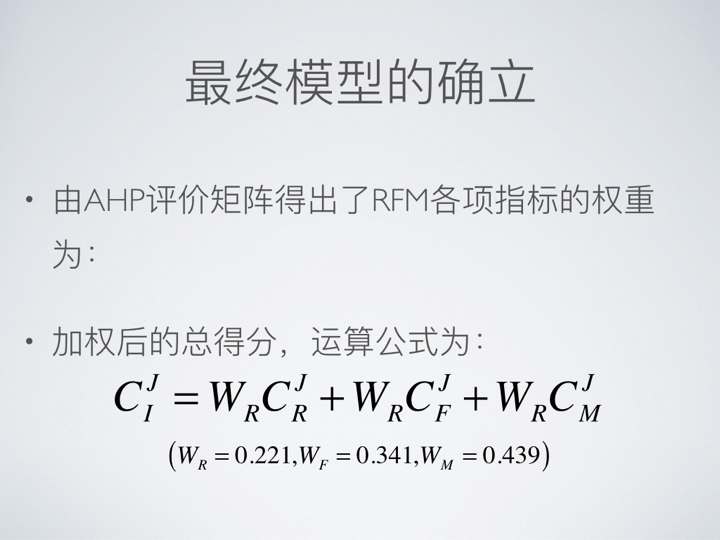 最终模型的确立
• 由AHP评价矩阵得出了RFM各项指标的权重
为：
• 加权后的总得分，运算公式为：
$C_I^J = W_R C_R^J + W_R C_F^J + W_R C_M^J$
$(W_R = 0.221, W_F = 0.341, W_M = 0.439)$